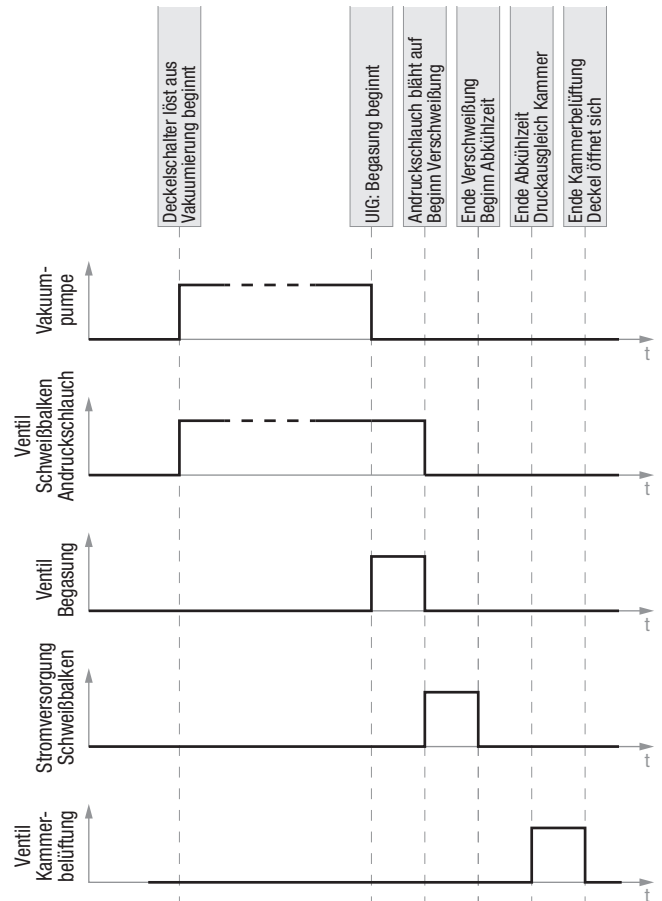 Deckelschalter löst aus
Vakuumierung beginnt
UIG: Begasung beginnt
Andruckschlauch bläht auf
Beginn Verschweißung
Ende Verschweißung
Beginn Abkühlzeit
Ende Abkühlzeit
Druckausgleich Kammer
Ende Kammerbelüftung
Deckel öffnet sich
Vakuum-
pumpe
t
Ventil
Schweißbalken
Andruckschlauch
t
Ventil
Begasung
t
Stromversorgung
Schweißbalken
t
Ventil
Kammer-
belüftung
t